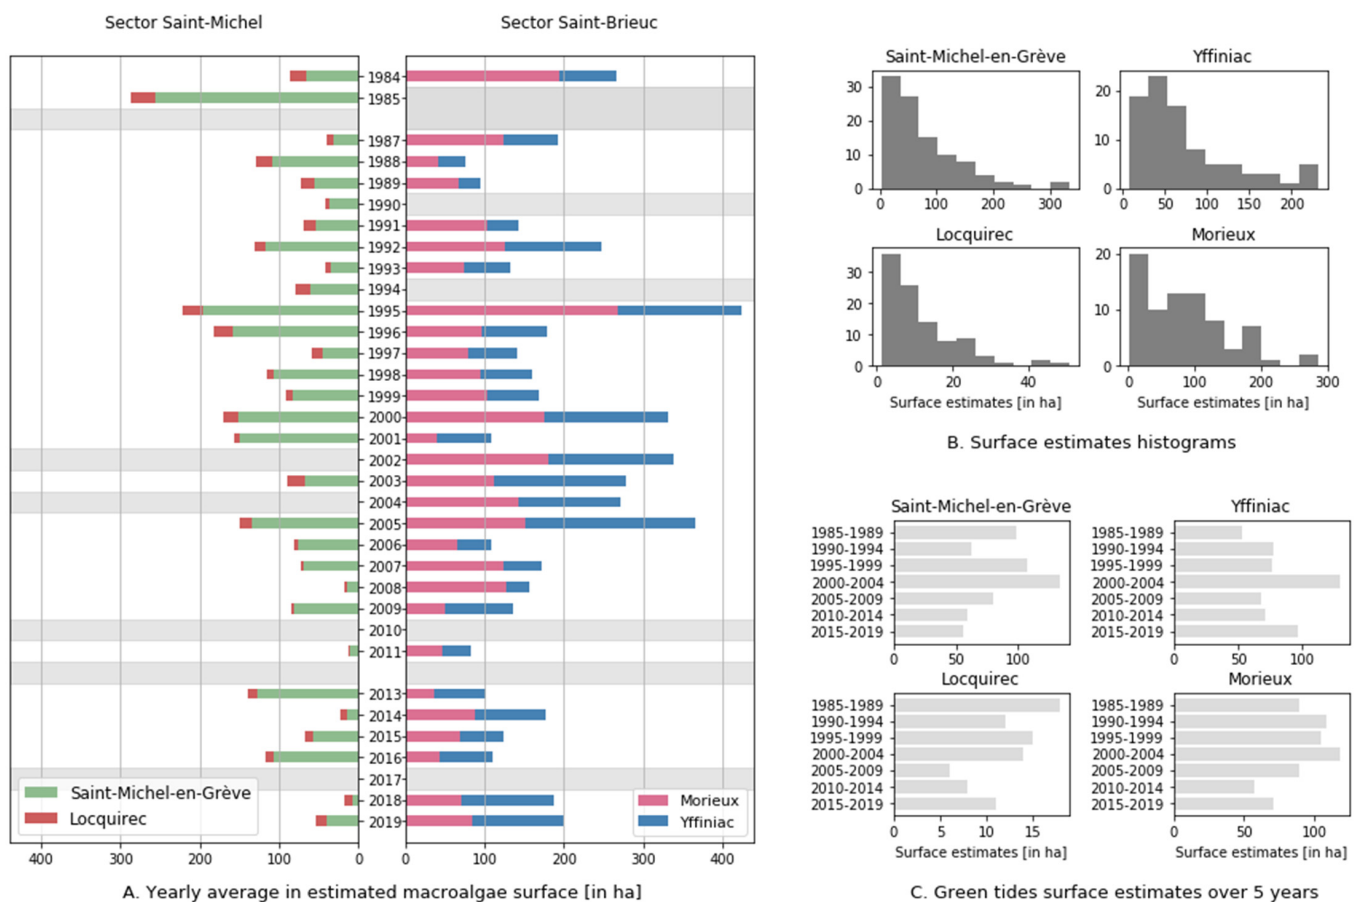 Sector Saint-Michel
Sector Saint-Brieuc
1984
1985
1987
1988
1989
1990
1991
1992
1993
1994
1995
1996
1997
1998
1999
2000
2001
2002
2003
2004
2005
2006
2007
2008
2009
2010
2011
2013
2014
2015
2016
2017
2018
2019
Saint-Michel-en-Grève
Locquirec
Morieux
Yffiniac
400 300 200 100 0
0 100 200 300 400
A. Yearly average in estimated macroalgae surface [in ha]
Saint-Michel-en-Grève
30
20
10
0
0 100 200 300
Yffiniac
20
10
0
0 50 100 150 200
Locquirec
30
20
10
0
0 20 40
Surface estimates [in ha]
Morieux
20
15
10
5
0
0 100 200 300
Surface estimates [in ha]
B. Surface estimates histograms
Saint-Michel-en-Grève
1985-1989
1990-1994
1995-1999
2000-2004
2005-2009
2010-2014
2015-2019
0 50 100
Yffiniac
1985-1989
1990-1994
1995-1999
2000-2004
2005-2009
2010-2014
2015-2019
0 50 100
Locquirec
1985-1989
1990-1994
1995-1999
2000-2004
2005-2009
2010-2014
2015-2019
0 5 10 15
Surface estimates [in ha]
Morieux
1985-1989
1990-1994
1995-1999
2000-2004
2005-2009
2010-2014
2015-2019
0 50 100
Surface estimates [in ha]
C. Green tides surface estimates over 5 years